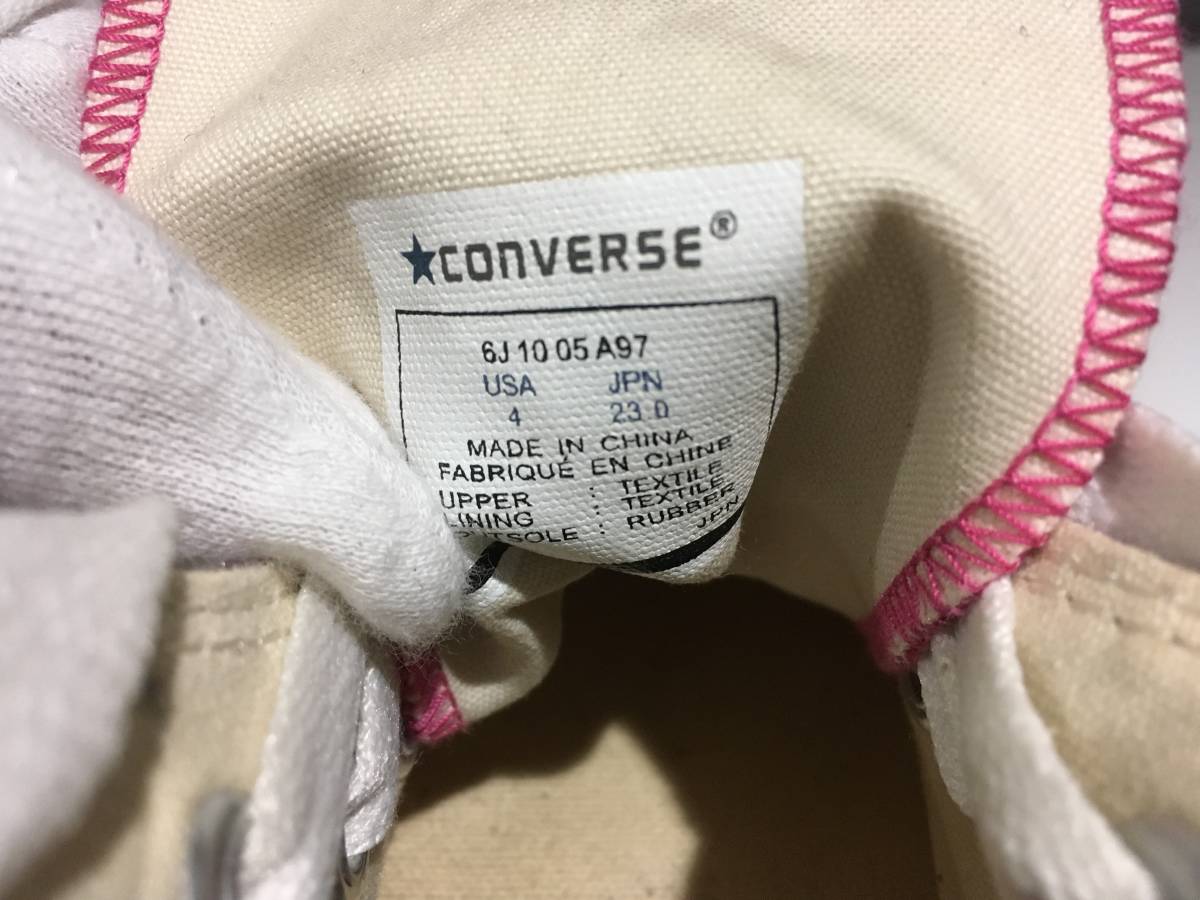 ★CONVERSE®
6J 10 05 A97
USA JPN
4 23.0
MADE IN CHINA
FABRIQUÉ EN CHINE
UPPER : TEXTILE
LINING : TEXTILE
OUTSOLE : RUBBER
JPN